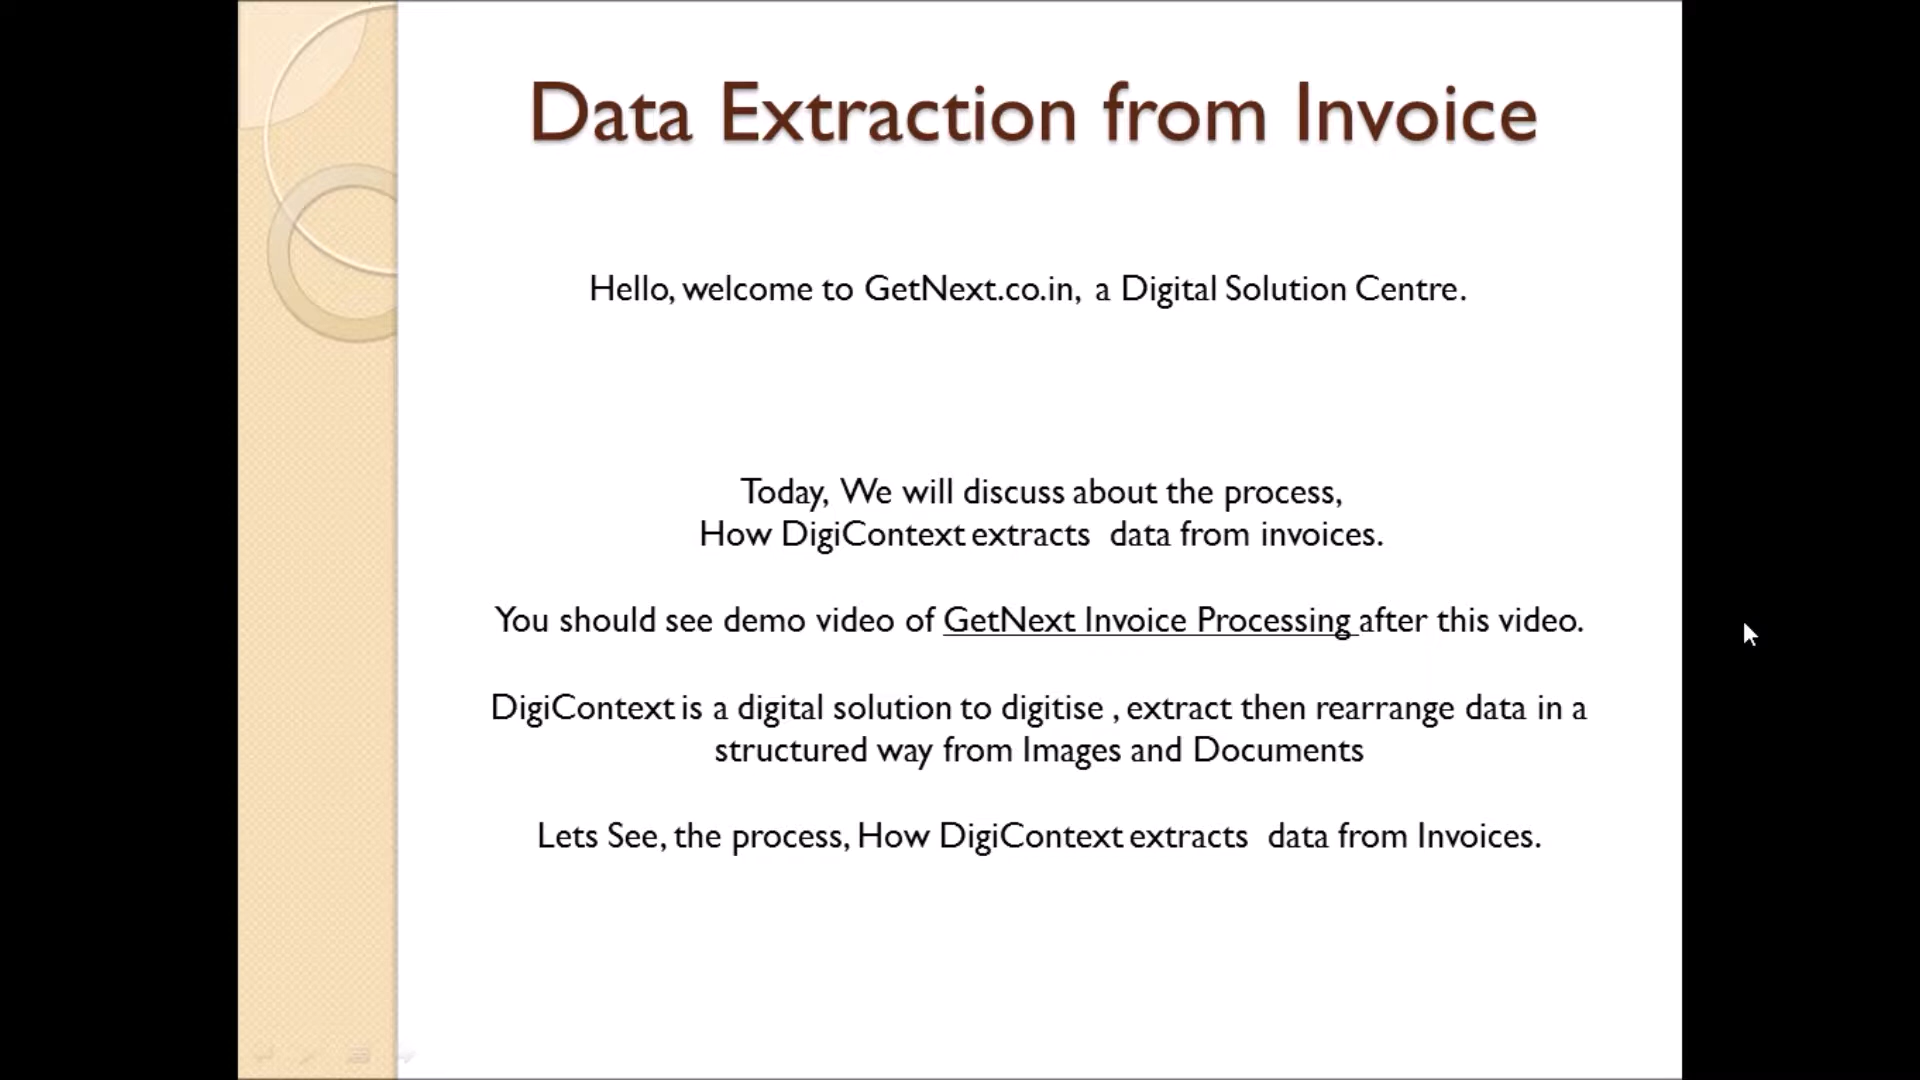 Data Extraction from Invoice
Hello, welcome to GetNext.co.in, a Digital Solution Centre.
Today, We will discuss about the process,
How DigiContext extracts data from invoices.
You should see demo video of GetNext Invoice Processing after this video.
DigiContext is a digital solution to digitise , extract then rearrange data in a
structured way from Images and Documents
Lets See, the process, How DigiContext extracts data from Invoices.